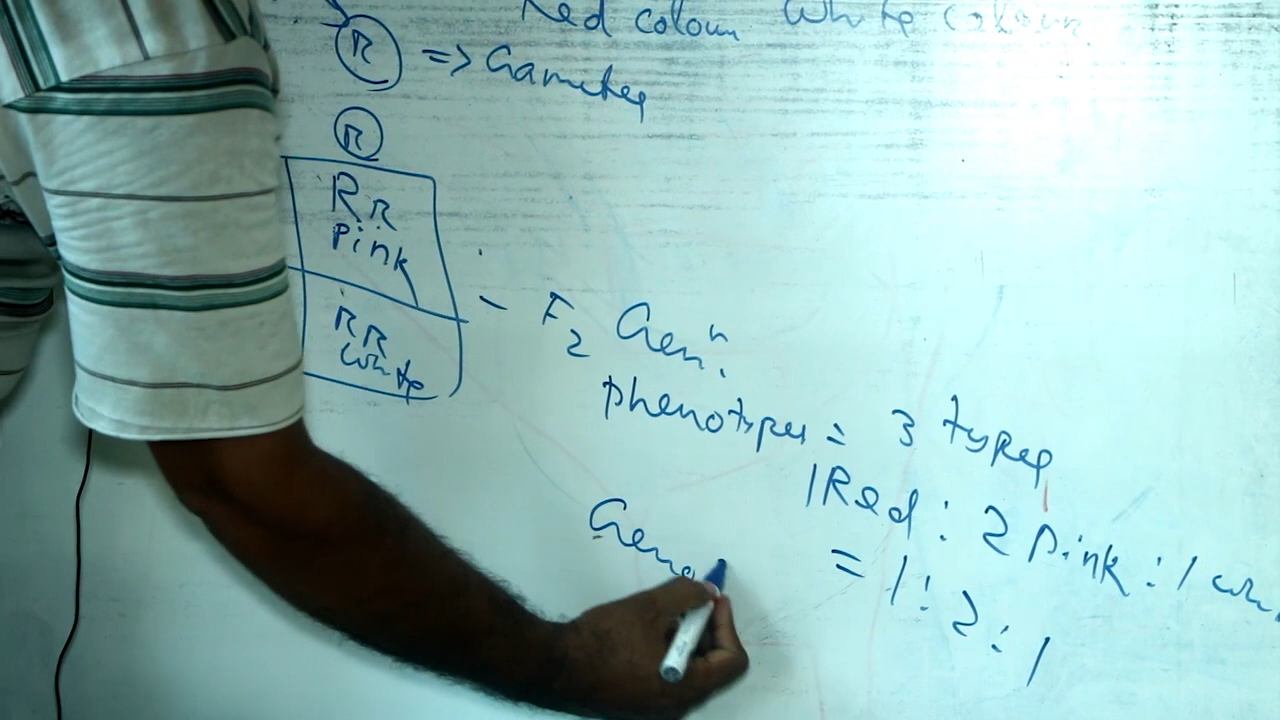 Red colour White colour
R => Gametes
R
RR
Pink
RR
White
- F2 Genⁿ.
Phenotypes = 3 types
1Red : 2 Pink : 1 Wh
= 1 : 2 : 1
Geno